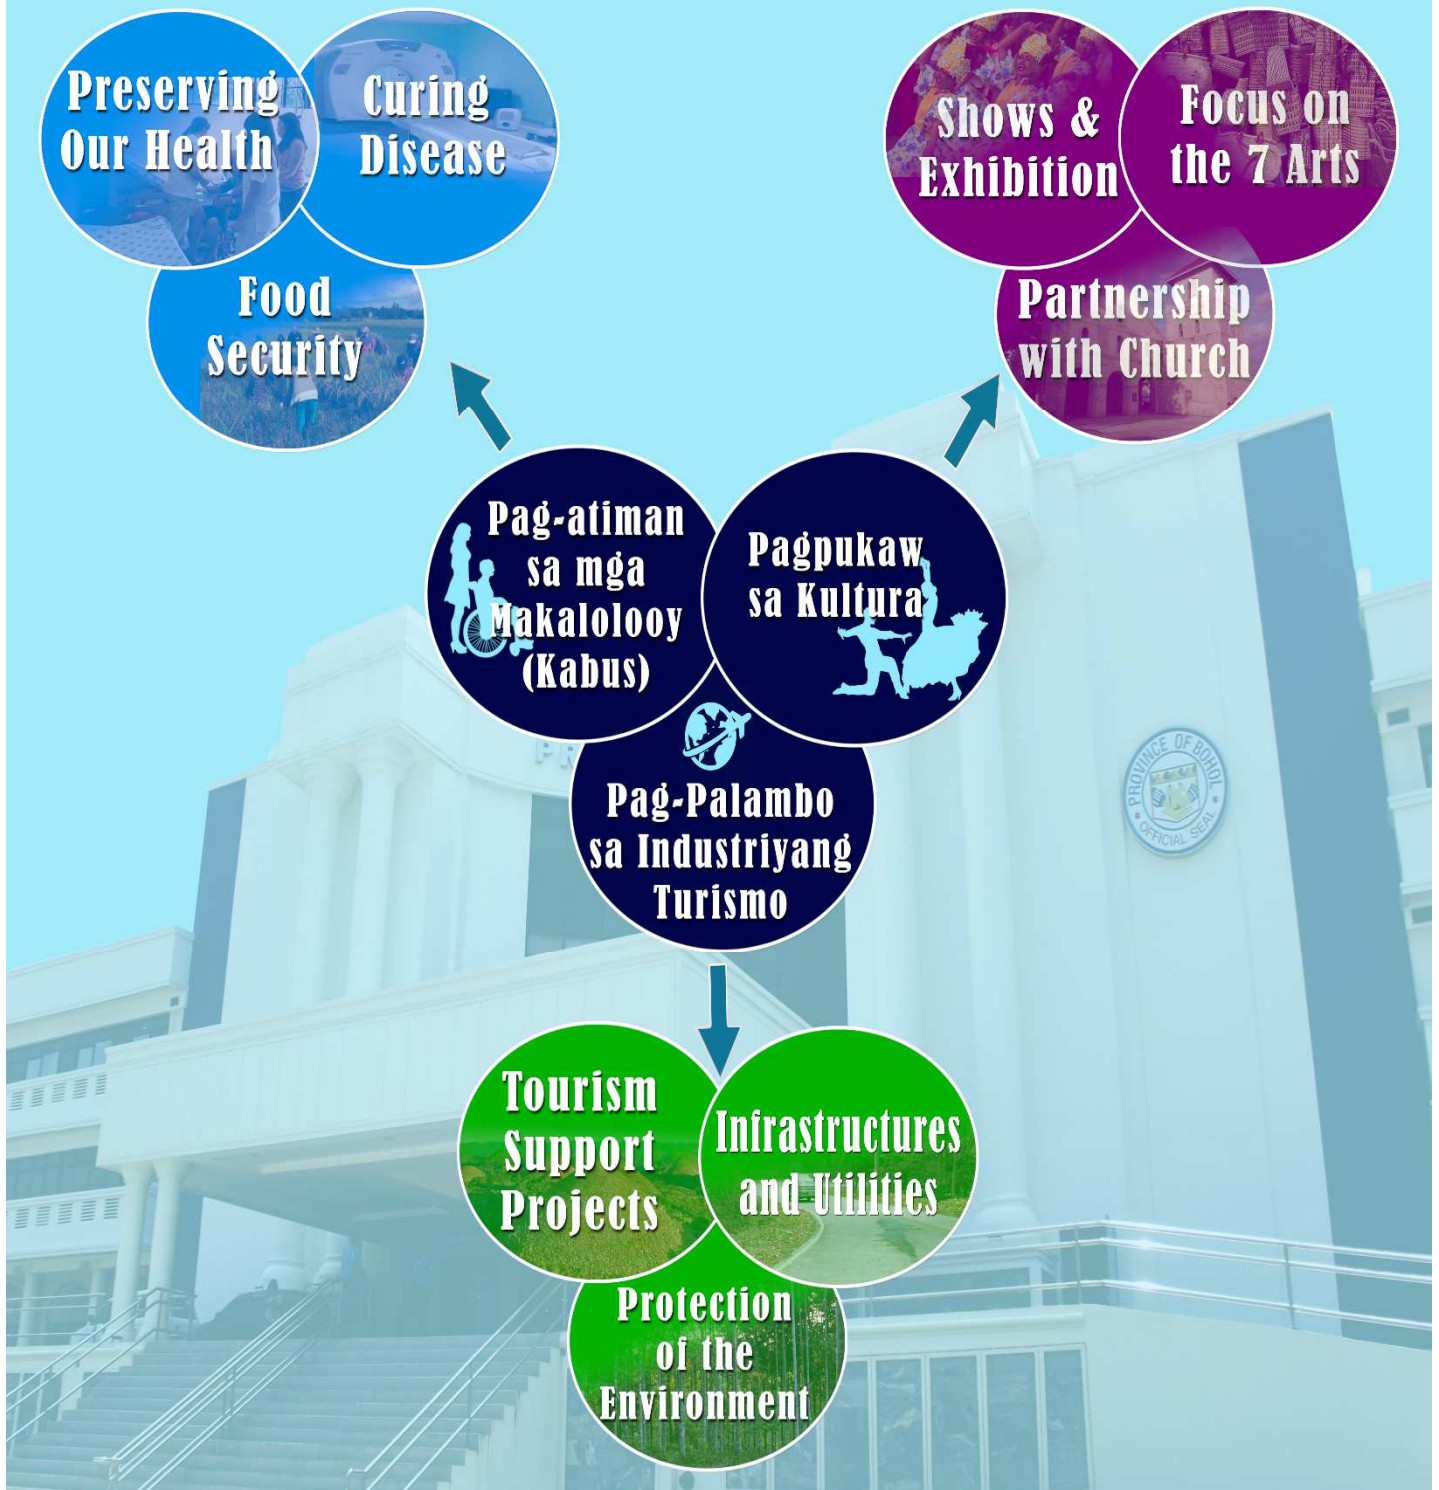 Preserving
Our Health
Curing
Disease
Food
Security
Shows &
Exhibition
Focus on
the 7 Arts
Partnership
with Church
Pag-atiman
sa mga
Makalolooy
(Kabus)
Pagpukaw
sa Kultura
Pag-Palambo
sa Industriyang
Turismo
PR
PROVINCE OF BOHOL
OFFICIAL SEAL
Tourism
Support
Projects
Infrastructures
and Utilities
Protection
of the
Environment